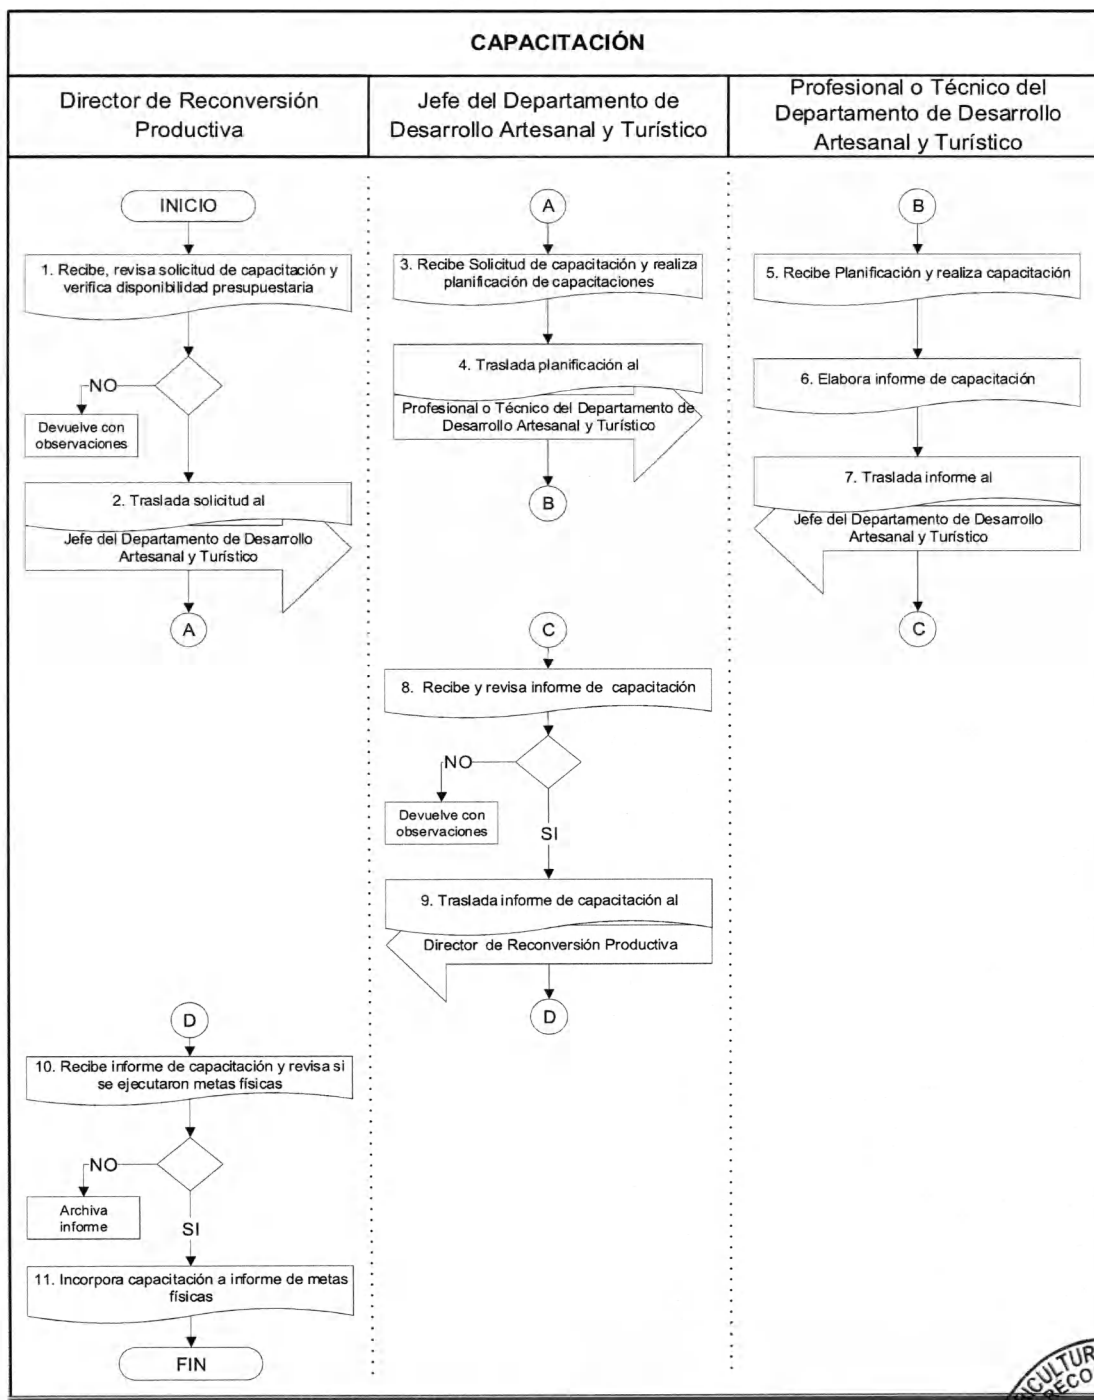 CAPACITACIÓN
Director de Reconversión
Productiva
Jefe del Departamento de
Desarrollo Artesanal y Turístico
Profesional o Técnico del
Departamento de Desarrollo
Artesanal y Turístico
INICIO
1. Recibe, revisa solicitud de capacitación y
verifica disponibilidad presupuestaria
NO
Devuelve con
observaciones
2. Traslada solicitud al
Jefe del Departamento de Desarrollo
Artesanal y Turístico
A
A
3. Recibe Solicitud de capacitación y realiza
planificación de capacitaciones
4. Traslada planificación al
Profesional o Técnico del Departamento de
Desarrollo Artesanal y Turístico
B
B
5. Recibe Planificación y realiza capacitación
6. Elabora informe de capacitación
7. Traslada informe al
Jefe del Departamento de Desarrollo
Artesanal y Turístico
C
C
8. Recibe y revisa informe de capacitación
NO
Devuelve con
observaciones
SI
9. Traslada informe de capacitación al
Director de Reconversión Productiva
D
D
10. Recibe informe de capacitación y revisa si
se ejecutaron metas físicas
NO
Archiva
informe
SI
11. Incorpora capacitación a informe de metas
físicas
FIN